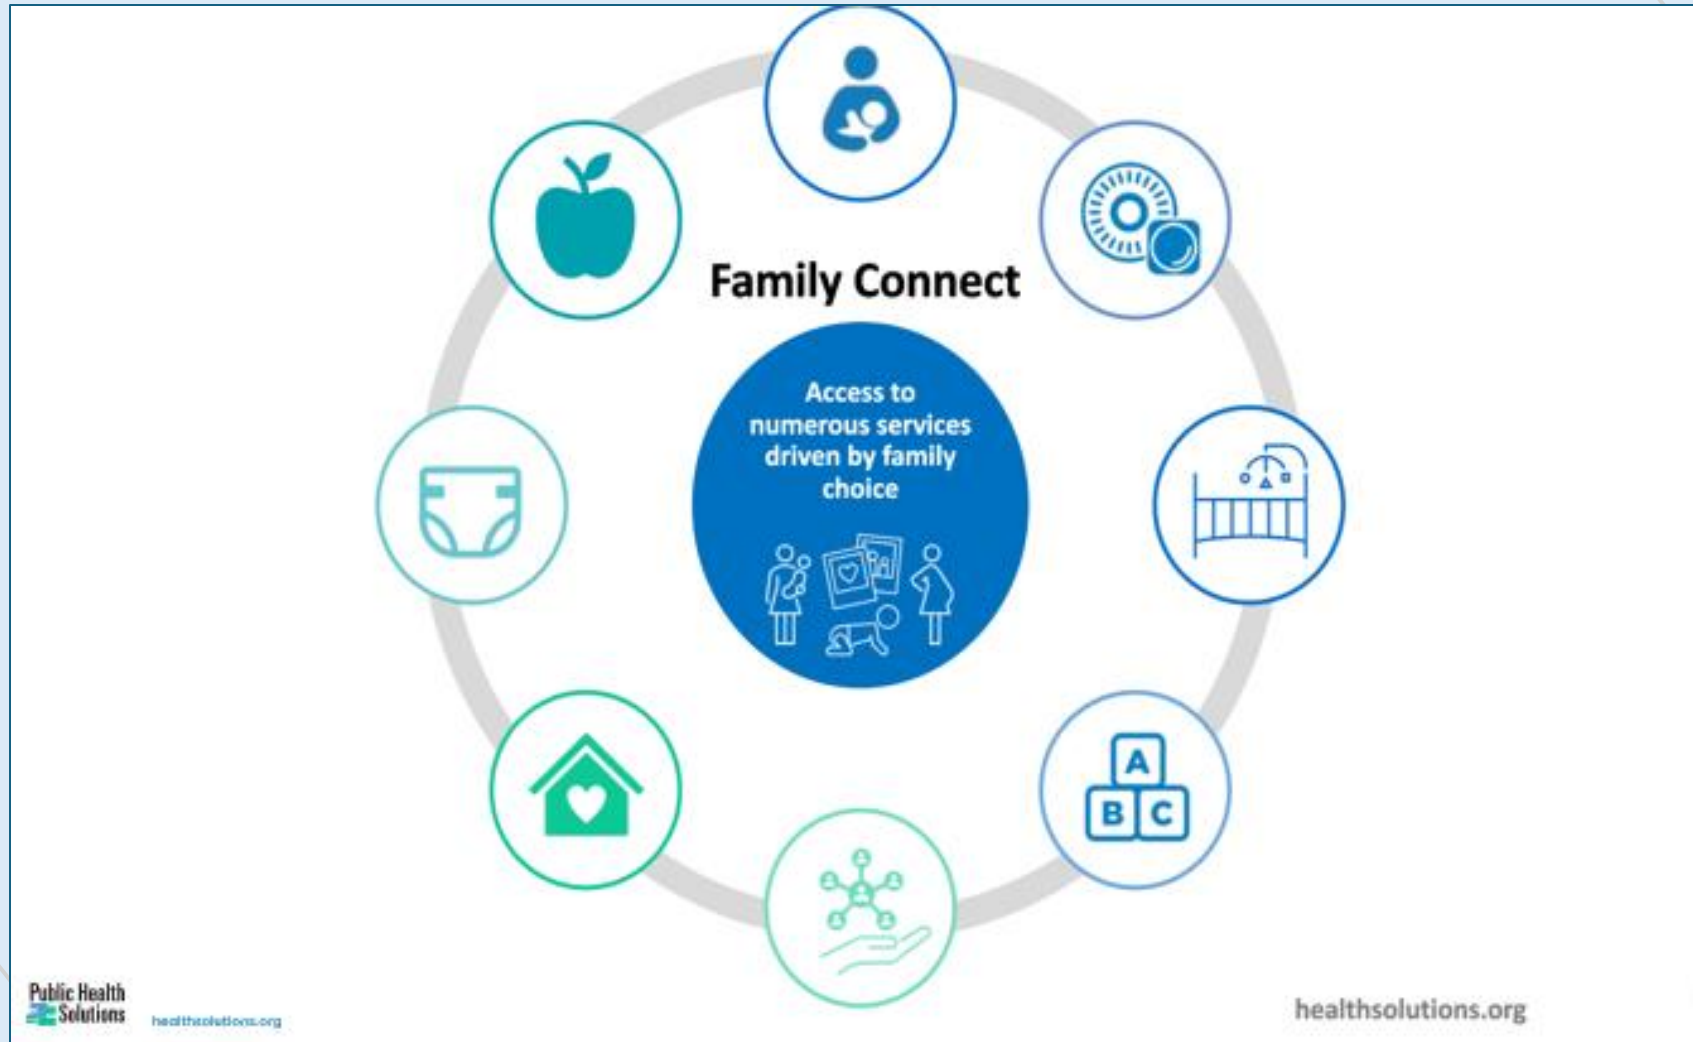 Family Connect
Access to
numerous services
driven by family
choice
A
B C
Public Health
Solutions
healthsolutions.org
healthsolutions.org